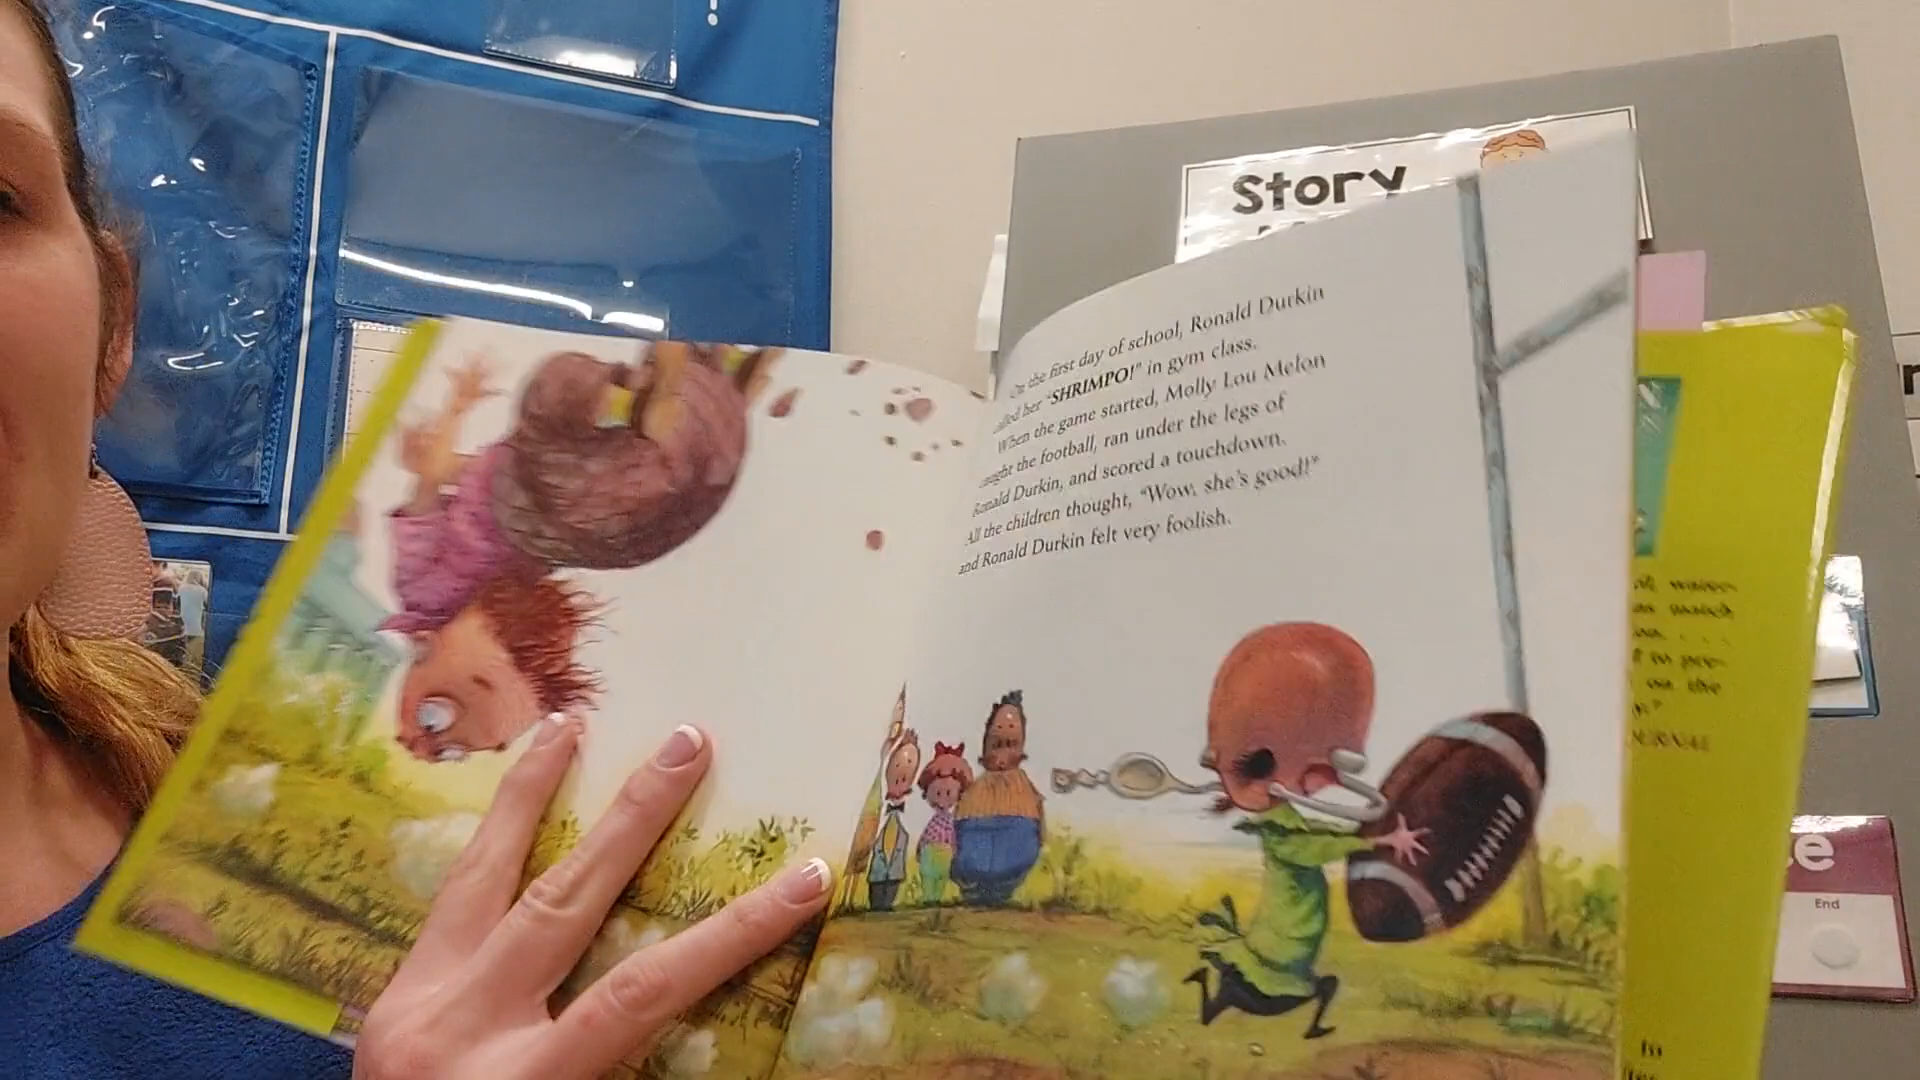 !
Story
On the first day of school, Ronald Durkin
called her "SHRIMPO!" in gym class.
When the game started, Molly Lou Melon
caught the football, ran under the legs of
Ronald Durkin, and scored a touchdown.
All the children thought, "Wow, she's good!"
and Ronald Durkin felt very foolish.
on the
End